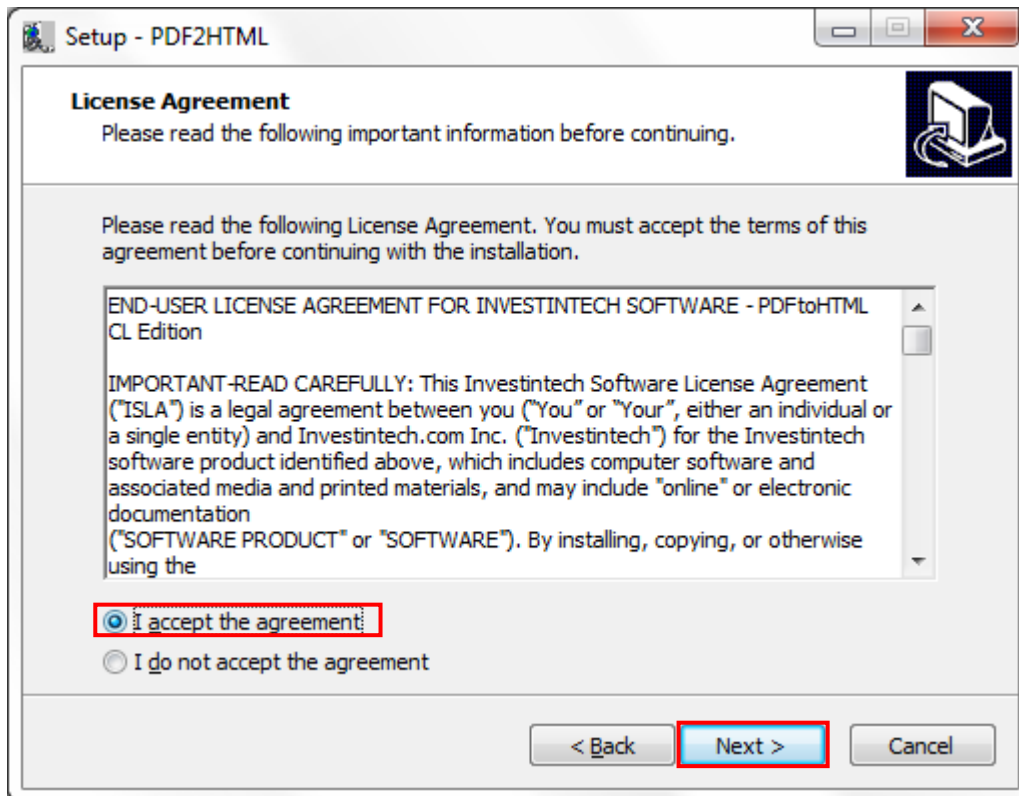 Setup - PDF2HTML
License Agreement
Please read the following important information before continuing.
Please read the following License Agreement. You must accept the terms of this
agreement before continuing with the installation.
END-USER LICENSE AGREEMENT FOR INVESTINTECH SOFTWARE - PDFtoHTML
CL Edition
IMPORTANT-READ CAREFULLY: This Investintech Software License Agreement
("ISLA") is a legal agreement between you (“You” or “Your”, either an individual or
a single entity) and Investintech.com Inc. ("Investintech") for the Investintech
software product identified above, which includes computer software and
associated media and printed materials, and may include "online" or electronic
documentation
("SOFTWARE PRODUCT" or "SOFTWARE"). By installing, copying, or otherwise
using the
I accept the agreement
I do not accept the agreement
< Back Next > Cancel